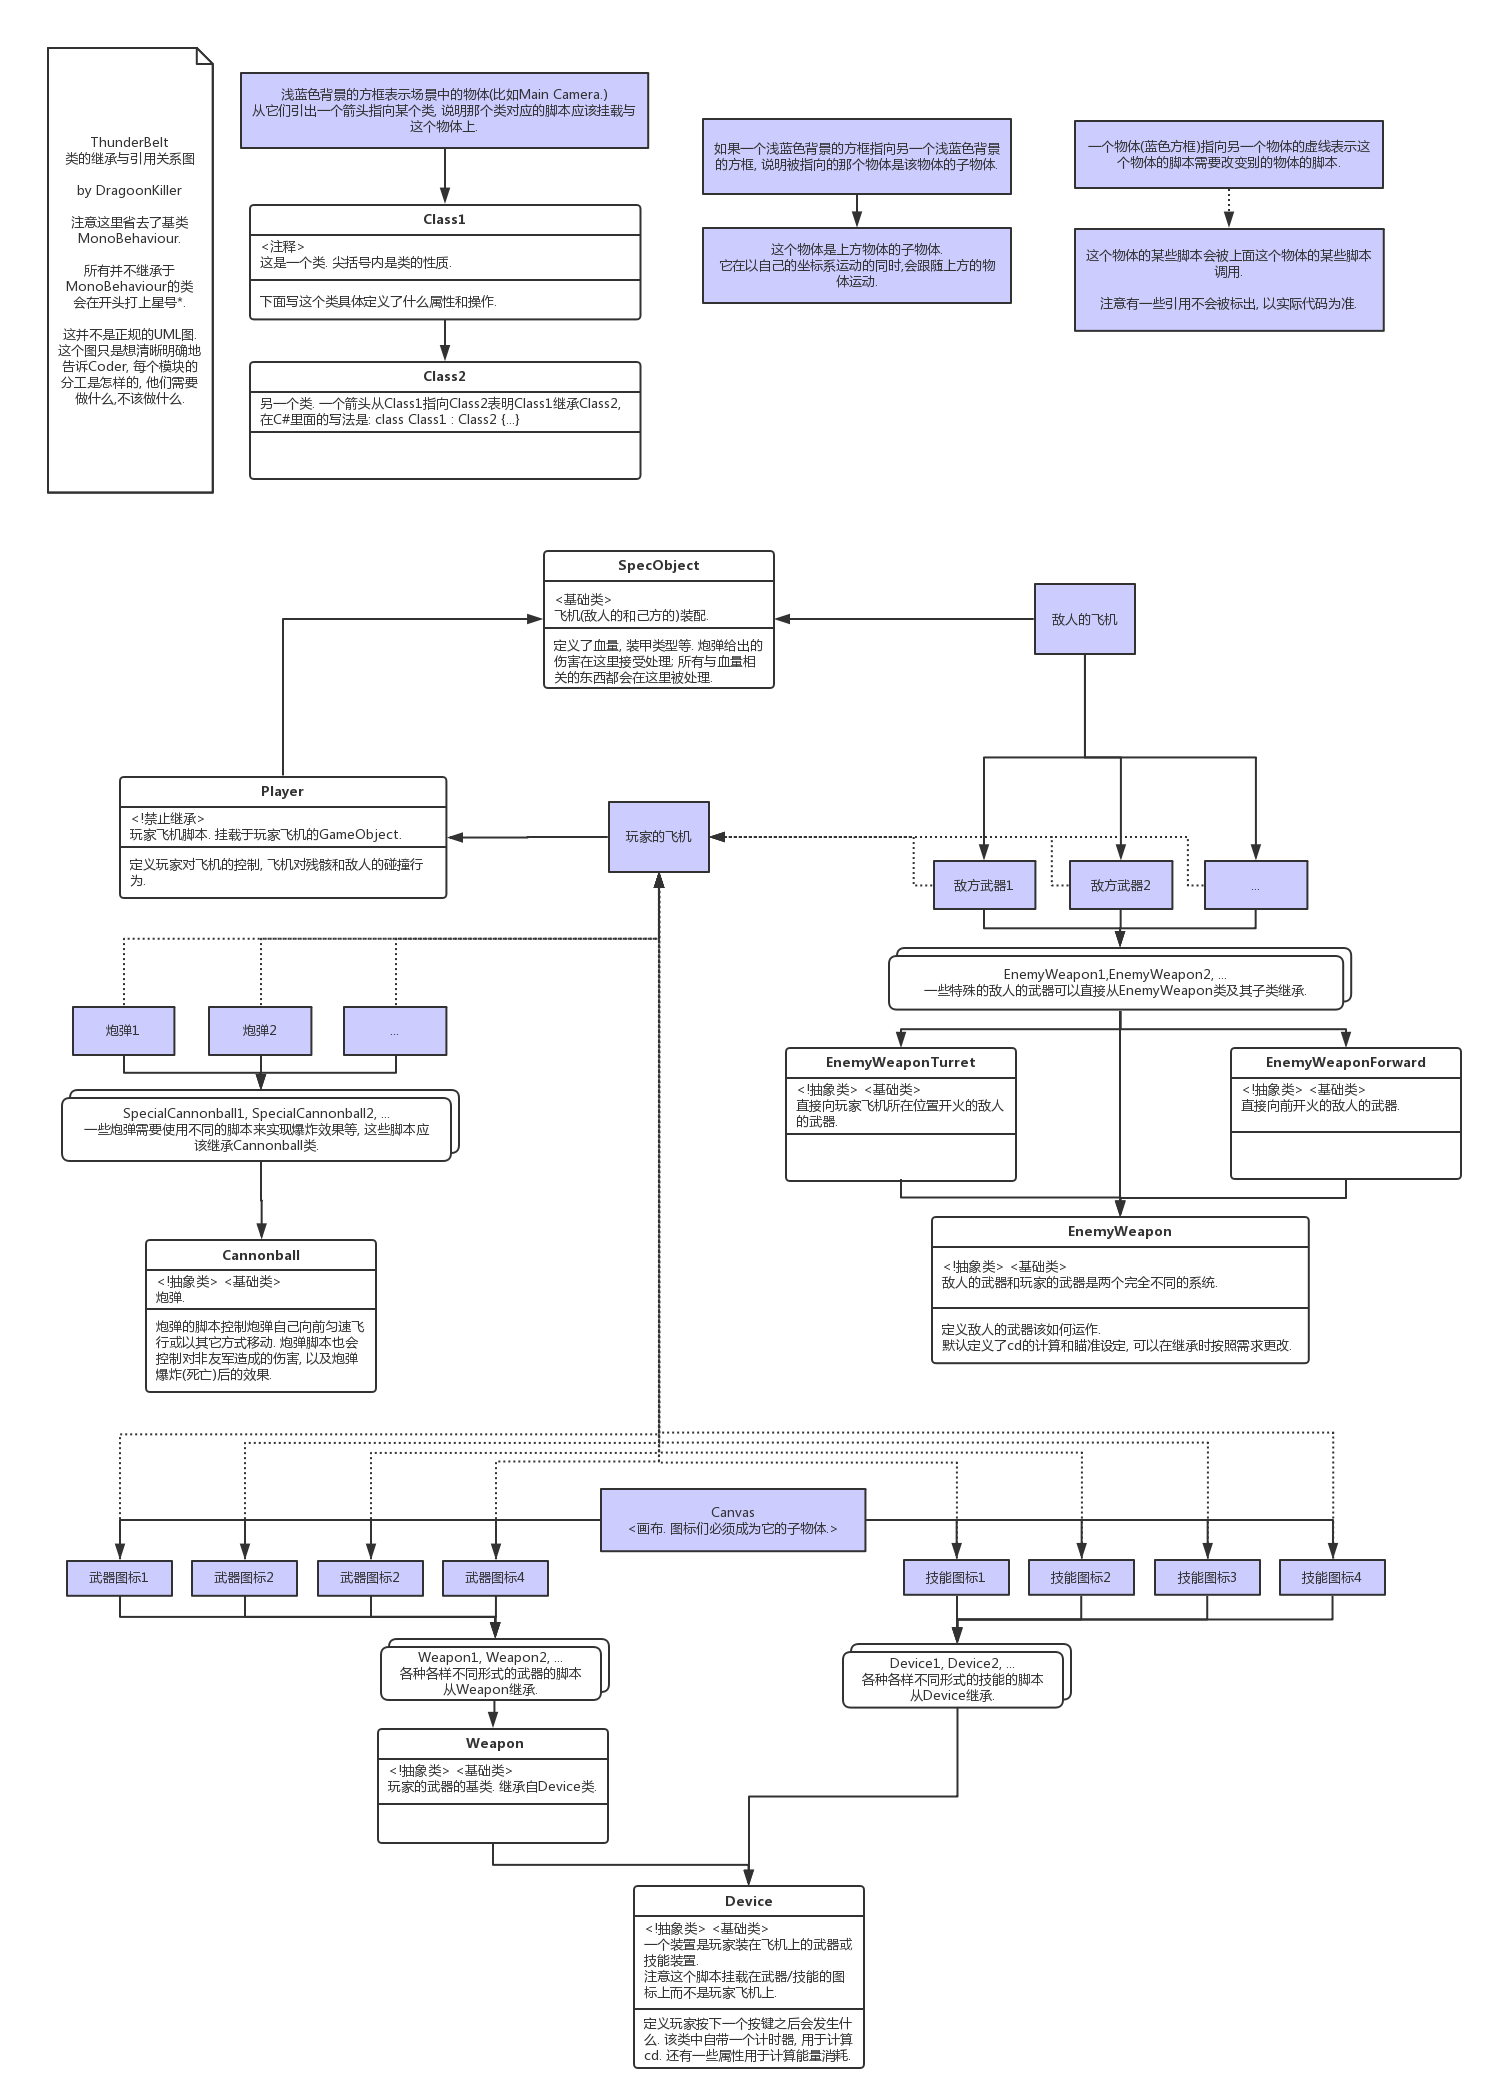 ThunderBelt
类的继承与引用关系图
by DragoonKiller
注意这里省去了基类
MonoBehaviour.
所有并不继承于
MonoBehaviour的类
会在开头打上星号*.
这并不是正规的UML图.
这个图只是想清晰明确地
告诉Coder, 每个模块的
分工是怎样的, 他们需要
做什么,不该做什么.
浅蓝色背景的方框表示场景中的物体(比如Main Camera.)
从它们引出一个箭头指向某个类, 说明那个类对应的脚本应该挂载与
这个物体上.
Class1
<注释>
这是一个类. 尖括号内是类的性质.
下面写这个类具体定义了什么属性和操作.
Class2
另一个类. 一个箭头从Class1指向Class2表明Class1继承Class2,
在C#里面的写法是: class Class1 : Class2 {...}
如果一个浅蓝色背景的方框指向另一个浅蓝色背景
的方框, 说明被指向的那个物体是该物体的子物体.
这个物体是上方物体的子物体.
它在以自己的坐标系运动的同时,会跟随上方的物
体运动.
一个物体(蓝色方框)指向另一个物体的虚线表示这
个物体的脚本需要改变别的物体的脚本.
这个物体的某些脚本会被上面这个物体的某些脚本
调用.
注意有一些引用不会被标出, 以实际代码为准.
SpecObject
<基础类>
飞机(敌人的和己方的)装配.
定义了血量, 装甲类型等. 炮弹给出的
伤害在这里接受处理; 所有与血量相
关的东西都会在这里被处理.
敌人的飞机
Player
<!禁止继承>
玩家飞机脚本. 挂载于玩家飞机的GameObject.
定义玩家对飞机的控制, 飞机对残骸和敌人的碰撞行
为.
玩家的飞机
敌方武器1
敌方武器2
...
EnemyWeapon1,EnemyWeapon2, ...
一些特殊的敌人的武器可以直接从EnemyWeapon类及其子类继承.
炮弹1
炮弹2
...
SpecialCannonball1, SpecialCannonball2, ...
一些炮弹需要使用不同的脚本来实现爆炸效果等, 这些脚本应
该继承Cannonball类.
EnemyWeaponTurret
<!抽象类> <基础类>
直接向玩家飞机所在位置开火的敌人
的武器.
EnemyWeaponForward
<!抽象类> <基础类>
直接向前开火的敌人的武器.
EnemyWeapon
<!抽象类> <基础类>
敌人的武器和玩家的武器是两个完全不同的系统.
定义敌人的武器该如何运作.
默认定义了cd的计算和瞄准设定, 可以在继承时按照需求更改.
Cannonball
<!抽象类> <基础类>
炮弹.
炮弹的脚本控制炮弹自己向前匀速飞
行或以其它方式移动. 炮弹脚本也会
控制对非友军造成的伤害, 以及炮弹
爆炸(死亡)后的效果.
Canvas
<画布. 图标们必须成为它的子物体.>
武器图标1
武器图标2
武器图标2
武器图标4
技能图标1
技能图标2
技能图标3
技能图标4
Weapon1, Weapon2, ...
各种各样不同形式的武器的脚本
从Weapon继承.
Device1, Device2, ...
各种各样不同形式的技能的脚本
从Device继承.
Weapon
<!抽象类> <基础类>
玩家的武器的基类. 继承自Device类.
Device
<!抽象类> <基础类>
一个装置是玩家装在飞机上的武器或
技能装置.
注意这个脚本挂载在武器/技能的图
标上而不是玩家飞机上.
定义玩家按下一个按键之后会发生什
么. 该类中自带一个计时器, 用于计算
cd. 还有一些属性用于计算能量消耗.